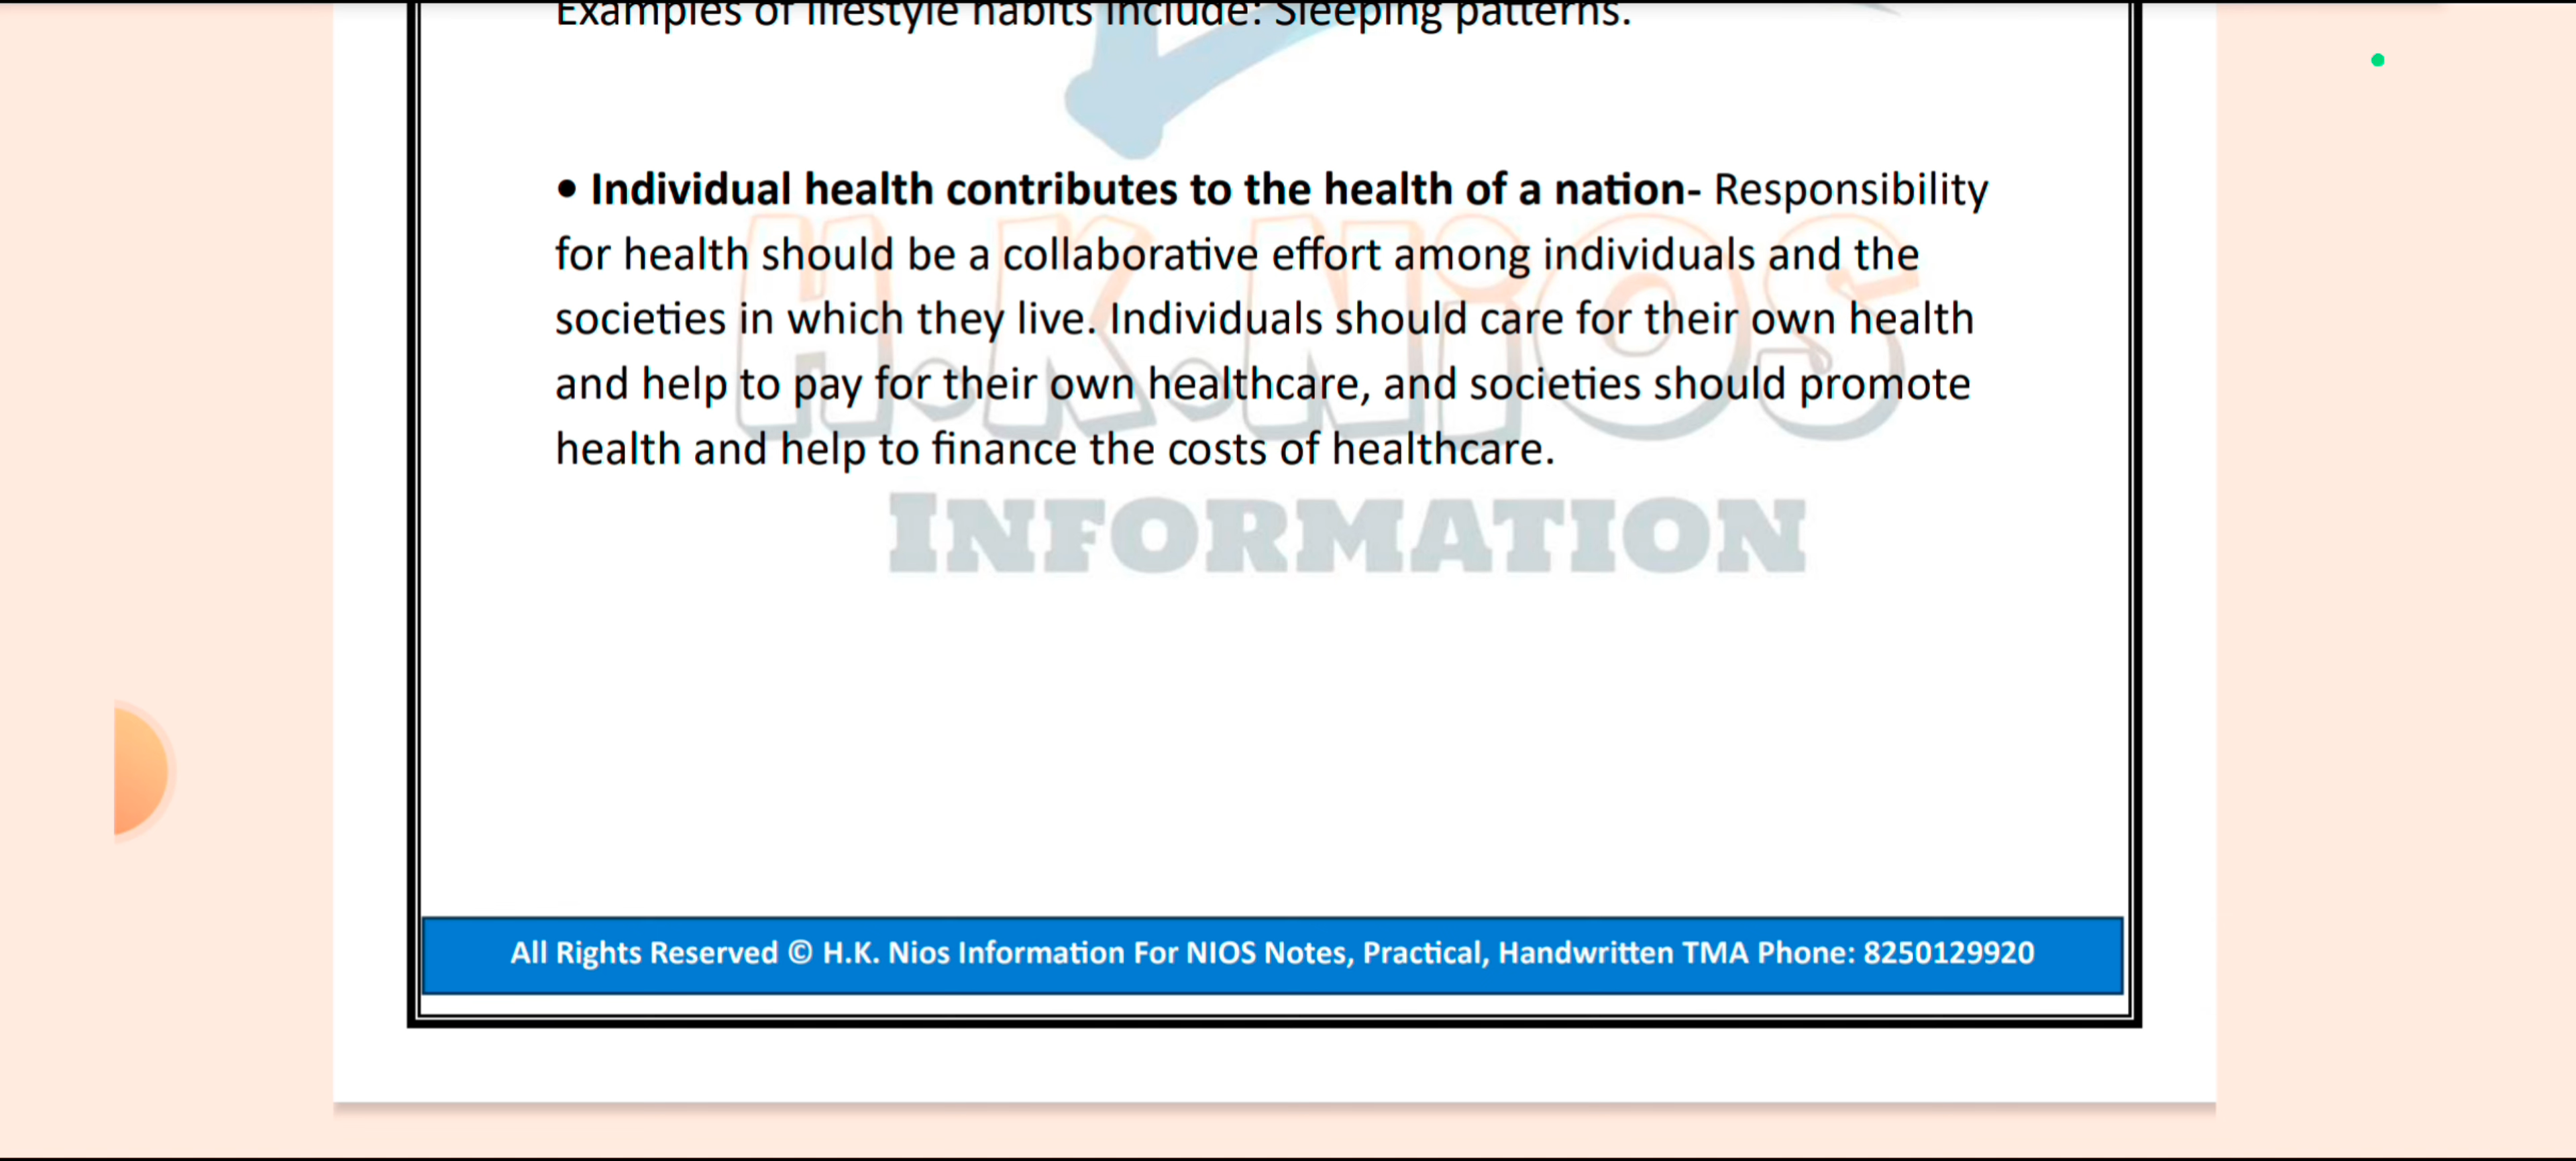 Examples of lifestyle habits include: Sleeping patterns.
• Individual health contributes to the health of a nation- Responsibility
for health should be a collaborative effort among individuals and the
societies in which they live. Individuals should care for their own health
and help to pay for their own healthcare, and societies should promote
health and help to finance the costs of healthcare.
H.K.NiOS
INFORMATION
All Rights Reserved © H.K. Nios Information For NIOS Notes, Practical, Handwritten TMA Phone: 8250129920